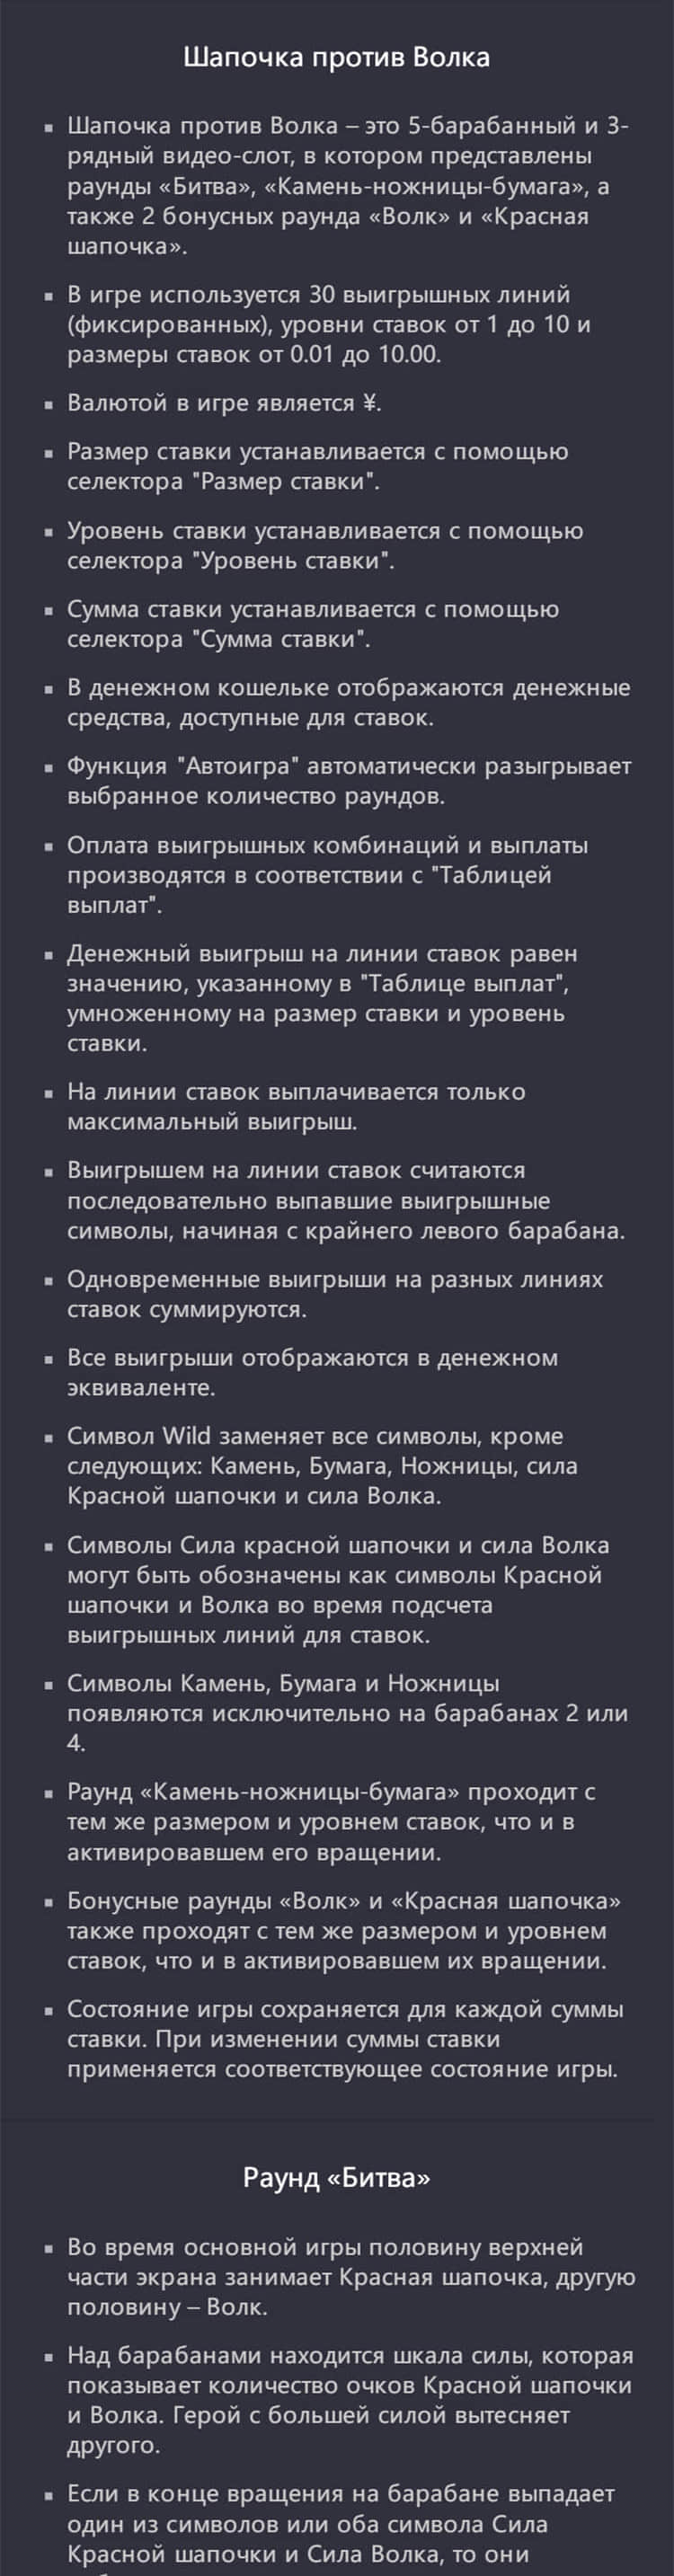 Шапочка против Волка
▪ Шапочка против Волка – это 5-барабанный и 3-
рядный видео-слот, в котором представлены
раунды «Битва», «Камень-ножницы-бумага», а
также 2 бонусных раунда «Волк» и «Красная
шапочка».
▪ В игре используется 30 выигрышных линий
(фиксированных), уровни ставок от 1 до 10 и
размеры ставок от 0.01 до 10.00.
▪ Валютой в игре является ¥.
▪ Размер ставки устанавливается с помощью
селектора "Размер ставки".
▪ Уровень ставки устанавливается с помощью
селектора "Уровень ставки".
▪ Сумма ставки устанавливается с помощью
селектора "Сумма ставки".
▪ В денежном кошельке отображаются денежные
средства, доступные для ставок.
▪ Функция "Автоигра" автоматически разыгрывает
выбранное количество раундов.
▪ Оплата выигрышных комбинаций и выплаты
производятся в соответствии с "Таблицей
выплат".
▪ Денежный выигрыш на линии ставок равен
значению, указанному в "Таблице выплат",
умноженному на размер ставки и уровень
ставки.
▪ На линии ставок выплачивается только
максимальный выигрыш.
▪ Выигрышем на линии ставок считаются
последовательно выпавшие выигрышные
символы, начиная с крайнего левого барабана.
▪ Одновременные выигрыши на разных линиях
ставок суммируются.
▪ Все выигрыши отображаются в денежном
эквиваленте.
▪ Символ Wild заменяет все символы, кроме
следующих: Камень, Бумага, Ножницы, сила
Красной шапочки и сила Волка.
▪ Символы Сила красной шапочки и сила Волка
могут быть обозначены как символы Красной
шапочки и Волка во время подсчета
выигрышных линий для ставок.
▪ Символы Камень, Бумага и Ножницы
появляются исключительно на барабанах 2 или
4.
▪ Раунд «Камень-ножницы-бумага» проходит с
тем же размером и уровнем ставок, что и в
активировавшем его вращении.
▪ Бонусные раунды «Волк» и «Красная шапочка»
также проходят с тем же размером и уровнем
ставок, что и в активировавшем их вращении.
▪ Состояние игры сохраняется для каждой суммы
ставки. При изменении суммы ставки
применяется соответствующее состояние игры.
Раунд «Битва»
▪ Во время основной игры половину верхней
части экрана занимает Красная шапочка, другую
половину – Волк.
▪ Над барабанами находится шкала силы, которая
показывает количество очков Красной шапочки
и Волка. Герой с большей силой вытесняет
другого.
▪ Если в конце вращения на барабане выпадает
один из символов или оба символа Сила
Красной шапочки и Сила Волка, то они